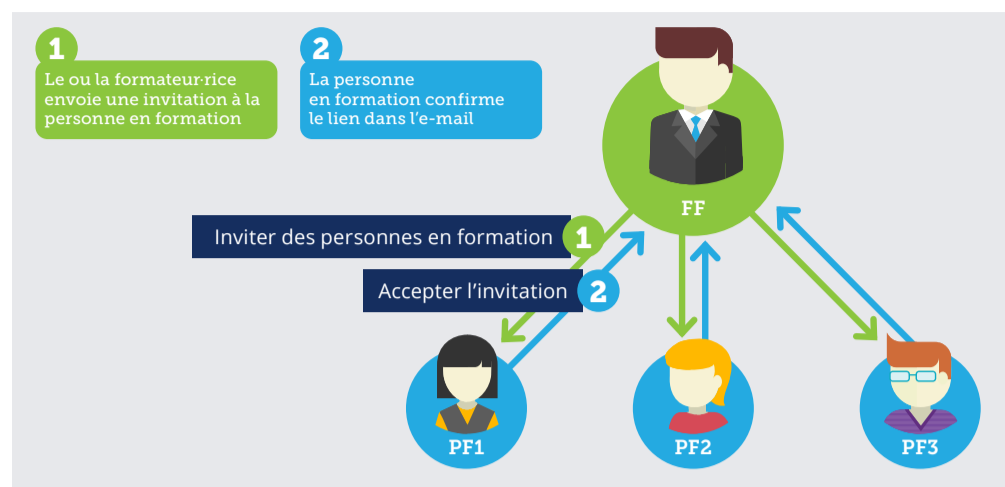 1
Le ou la formateur·rice
envoie une invitation à la
personne en formation
2
La personne
en formation confirme
le lien dans l’e-mail
FF
Inviter des personnes en formation 1
Accepter l’invitation 2
PF1
PF2
PF3